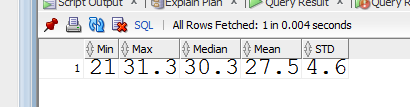 Script Output Explain Plan Query Result Query
SQL | All Rows Fetched: 1 in 0.004 seconds
Min Max Median Mean STD
1 21 31.3 30.3 27.5 4.6